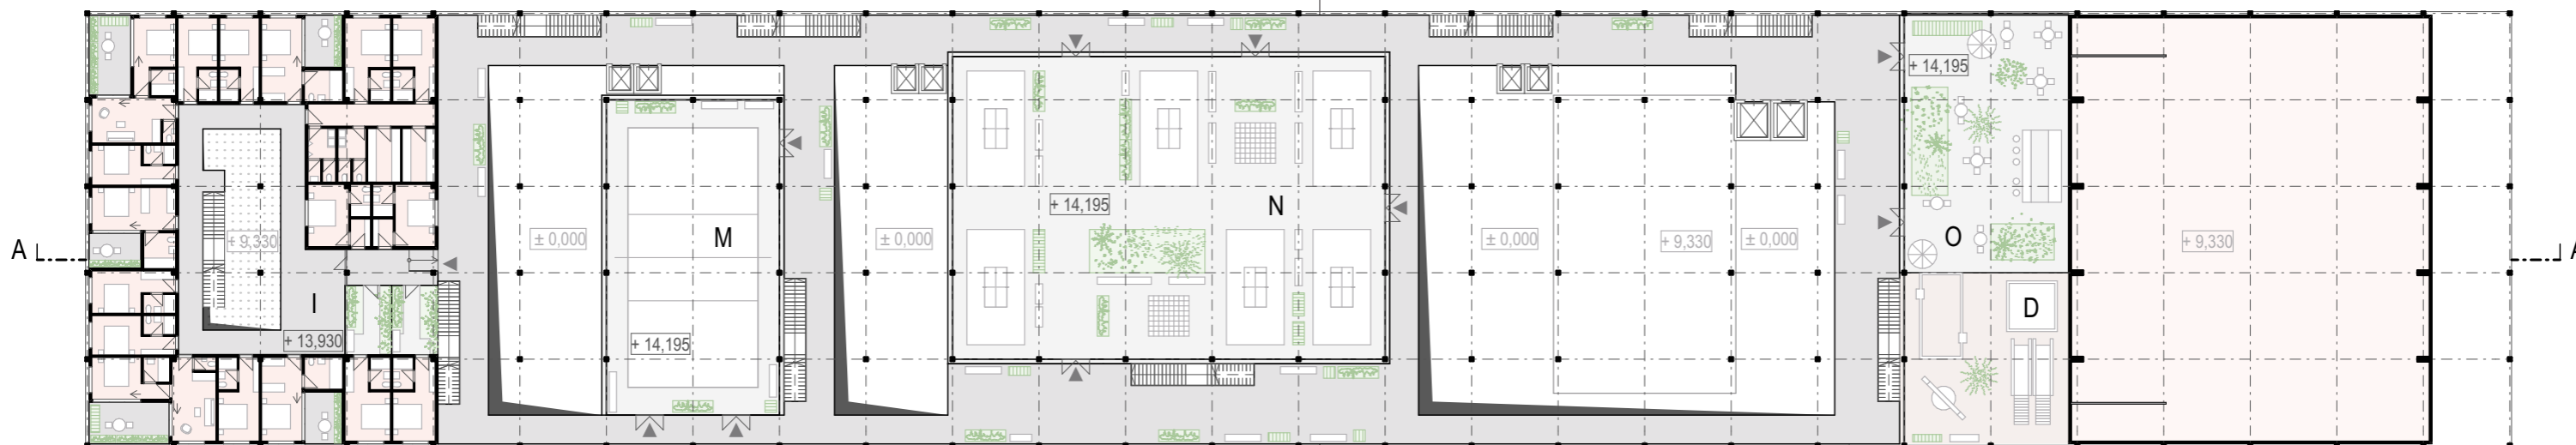 + 14,195
M
N
+ 14,195
O
A
+ 9,330
± 0,000
± 0,000
± 0,000
+ 9,330
± 0,000
+ 9,330
A
I
+ 13,930
+ 14,195
D